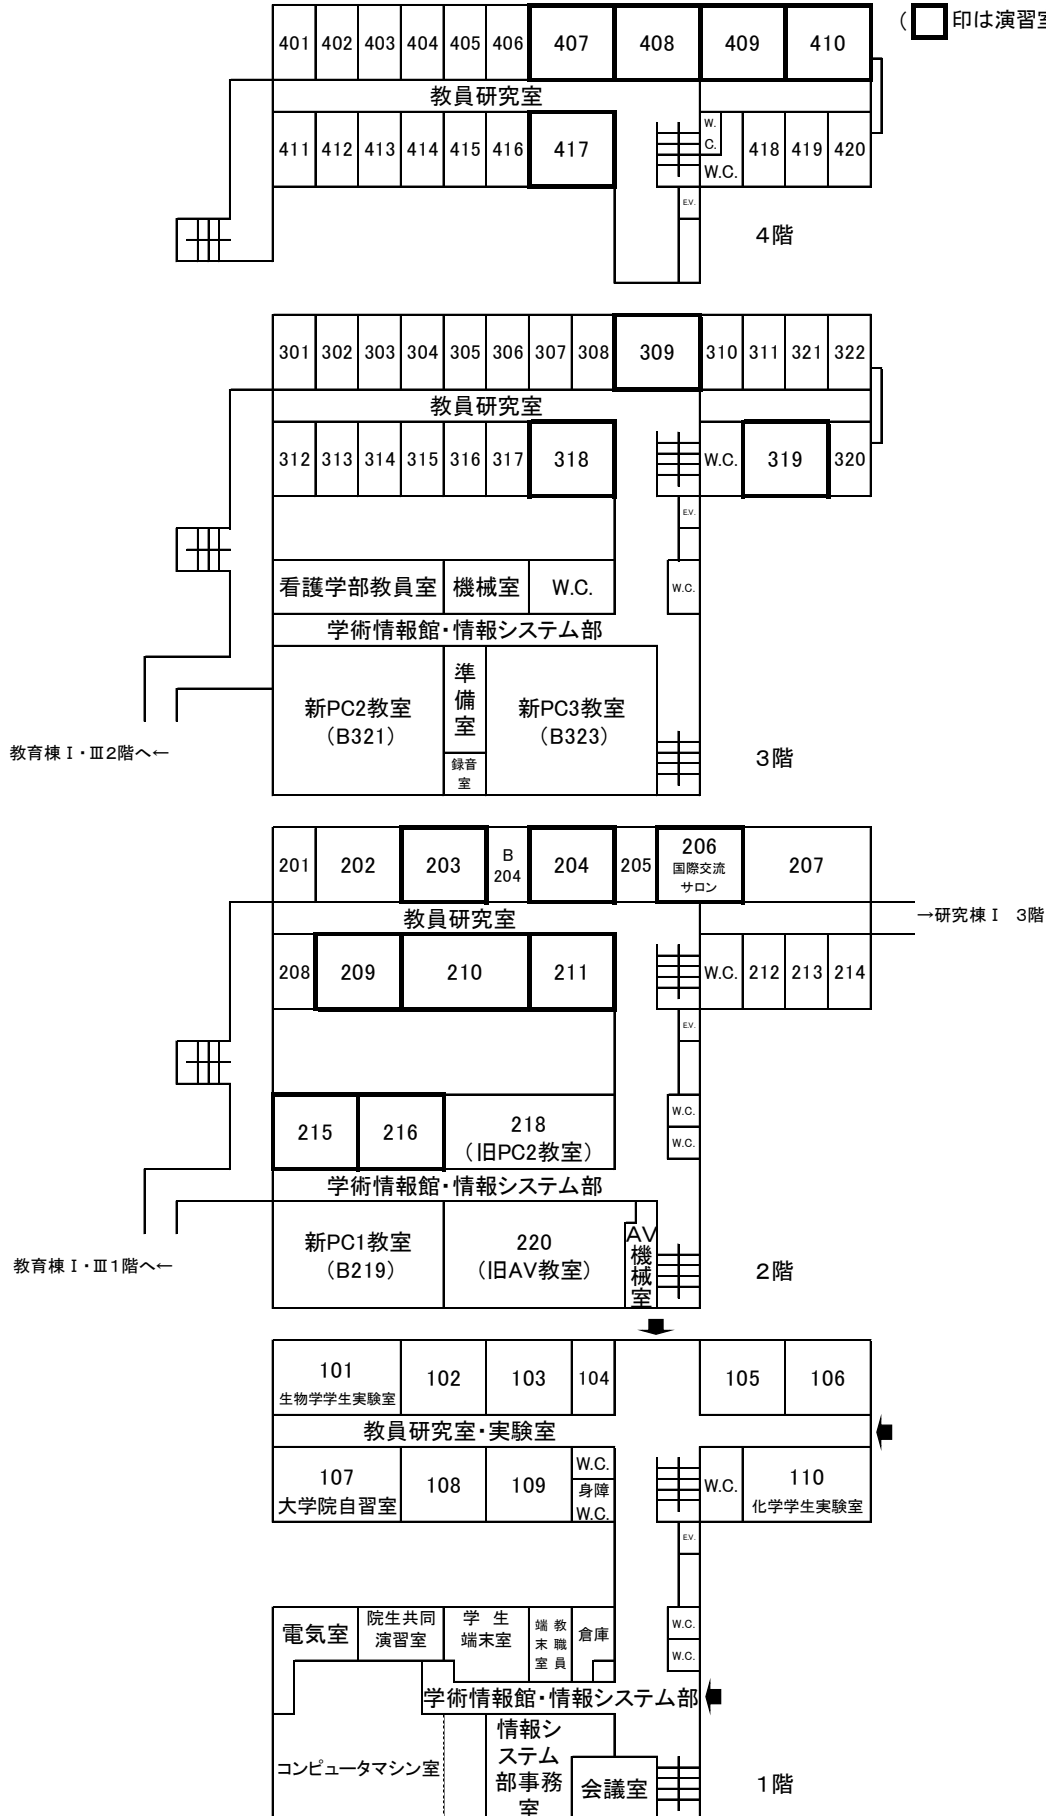 401 402 403 404 405 406 407 408 409 410
(印は演習室
教員研究室
411 412 413 414 415 416 417
W.
C.
W.C.
418 419 420
E.V.
4階
301 302 303 304 305 306 307 308 309 310 311 321 322
教員研究室
312 313 314 315 316 317 318 W.C. 319 320
E.V.
看護学部教員室 機械室 W.C. W.C.
学術情報館・情報システム部
新PC2教室
(B321)
準備室
録音室
新PC3教室
(B323)
教育棟Ⅰ・Ⅲ2階へ←
3階
201 202 203
B
204
204 205
206
国際交流
サロン
207
教員研究室
→研究棟Ⅰ 3階
208 209 210 211 W.C. 212 213 214
E.V.
215 216
218
(旧PC2教室)
W.C.
W.C.
学術情報館・情報システム部
新PC1教室
(B219)
220
(旧AV教室)
AV機械室
教育棟Ⅰ・Ⅲ1階へ←
2階
101
生物学学生実験室
102 103 104 105 106
教員研究室・実験室
107
大学院自習室
108 109
W.C.
身障
W.C.
W.C.
110
化学学生実験室
E.V.
電気室
院生共同
演習室
学 生
端末室
教職員
端末室
倉庫
W.C.
W.C.
学術情報館・情報システム部
コンピュータマシン室
情報シ
ステム
部事務
室
会議室
1階